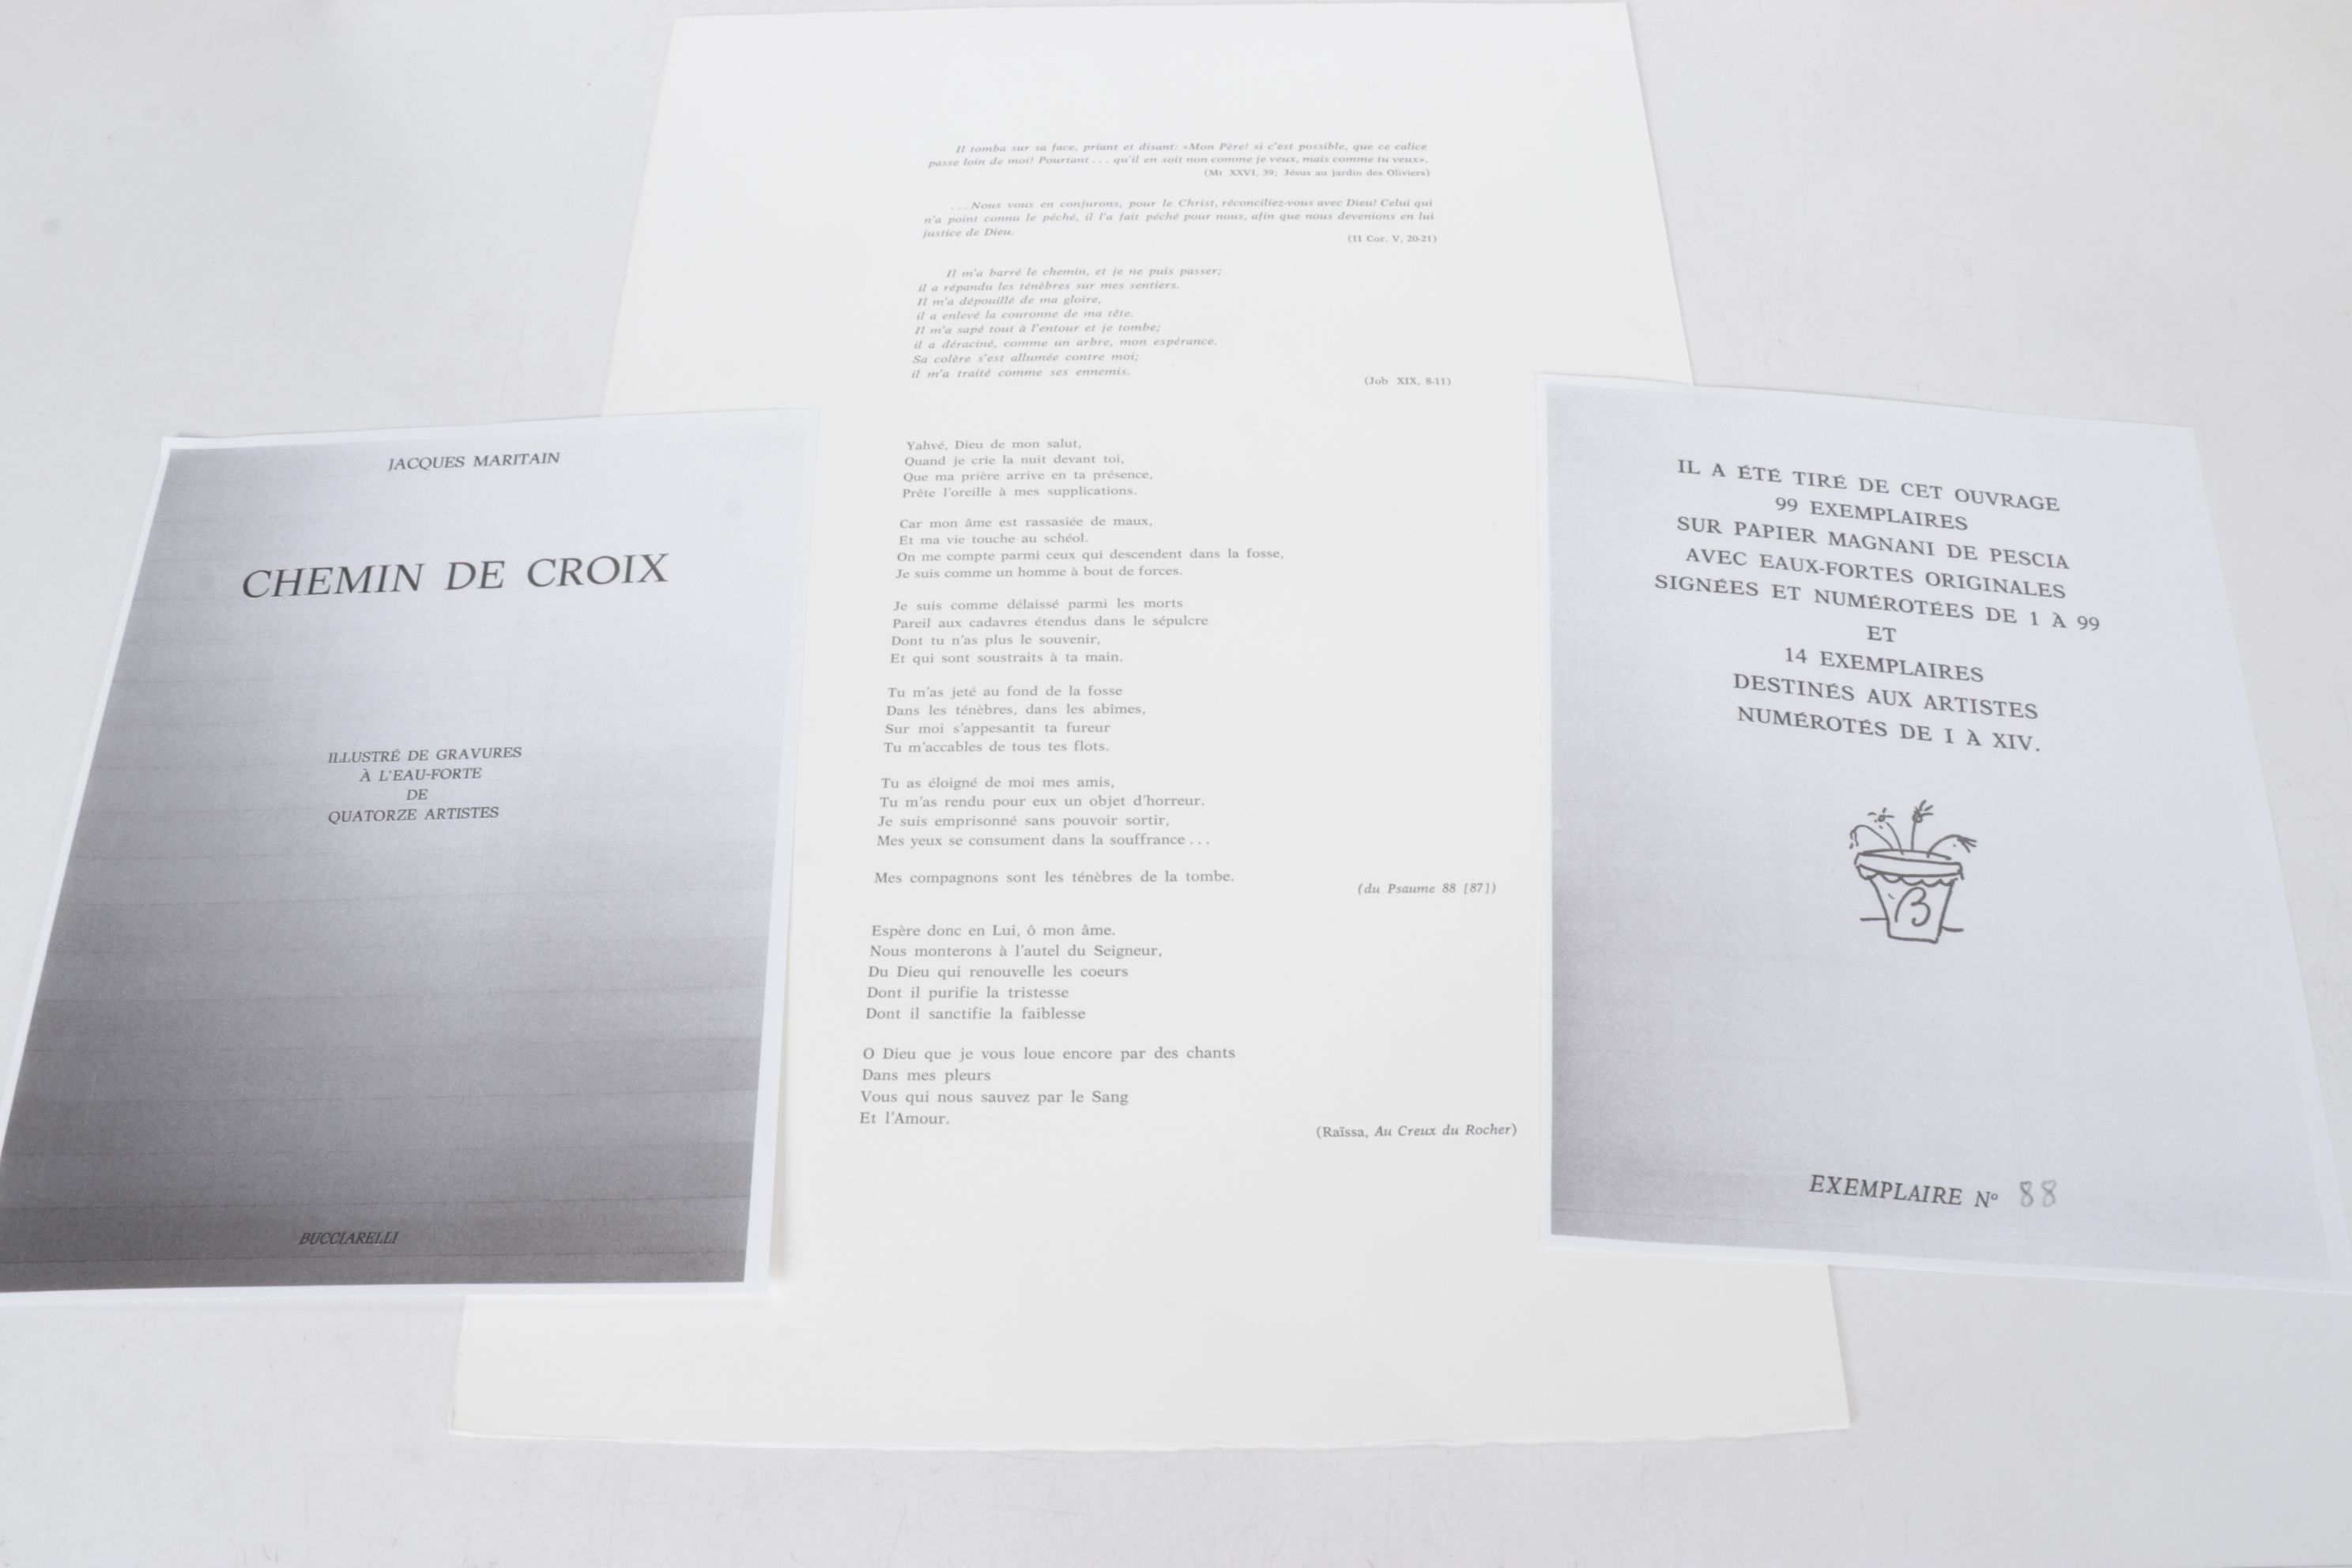 JACQUES MARITAIN
CHEMIN DE CROIX
ILLUSTRÉ DE GRAVURES
À L'EAU-FORTE
DE
QUATORZE ARTISTES
BUCCIARELLI
Il tomba sur sa face, priant et disant: «Mon Père! si c'est possible, que ce calice
passe loin de moi! Pourtant . . . qu'il en soit non comme je veux, mais comme tu veux».
(Mt XXVI, 39; Jésus au jardin des Oliviers)
. . . Nous vous en conjurons, pour le Christ, réconciliez-vous avec Dieu! Celui qui
n'a point connu le péché, il l'a fait péché pour nous, afin que nous devenions en lui
justice de Dieu.
(II Cor. V, 20-21)
Il m'a barré le chemin, et je ne puis passer;
il a répandu les ténèbres sur mes sentiers.
Il m'a dépouillé de ma gloire,
il a enlevé la couronne de ma tête.
Il m'a sapé tout à l'entour et je tombe;
il a déraciné, comme un arbre, mon espérance.
Sa colère s'est allumée contre moi;
il m'a traité comme ses ennemis.
(Job XIX, 8-11)
Yahvé, Dieu de mon salut,
Quand je crie la nuit devant toi,
Que ma prière arrive en ta présence,
Prête l'oreille à mes supplications.
Car mon âme est rassasiée de maux,
Et ma vie touche au schéol.
On me compte parmi ceux qui descendent dans la fosse,
Je suis comme un homme à bout de forces.
Je suis comme délaissé parmi les morts
Pareil aux cadavres étendus dans le sépulcre
Dont tu n'as plus le souvenir,
Et qui sont soustraits à ta main.
Tu m'as jeté au fond de la fosse
Dans les ténèbres, dans les abîmes,
Sur moi s'appesantit ta fureur
Tu m'accables de tous tes flots.
Tu as éloigné de moi mes amis,
Tu m'as rendu pour eux un objet d'horreur.
Je suis emprisonné sans pouvoir sortir,
Mes yeux se consument dans la souffrance . . .
Mes compagnons sont les ténèbres de la tombe.
(du Psaume 88 [87])
Espère donc en Lui, ô mon âme.
Nous monterons à l'autel du Seigneur,
Du Dieu qui renouvelle les coeurs
Dont il purifie la tristesse
Dont il sanctifie la faiblesse
O Dieu que je vous loue encore par des chants
Dans mes pleurs
Vous qui nous sauvez par le Sang
Et l'Amour.
(Raïssa, Au Creux du Rocher)
IL A ÉTÉ TIRÉ DE CET OUVRAGE
99 EXEMPLAIRES
SUR PAPIER MAGNANI DE PESCIA
AVEC EAUX-FORTES ORIGINALES
SIGNÉES ET NUMÉROTÉES DE 1 À 99
ET
14 EXEMPLAIRES
DESTINÉS AUX ARTISTES
NUMÉROTÉS DE I À XIV.
B
EXEMPLAIRE Nº 88